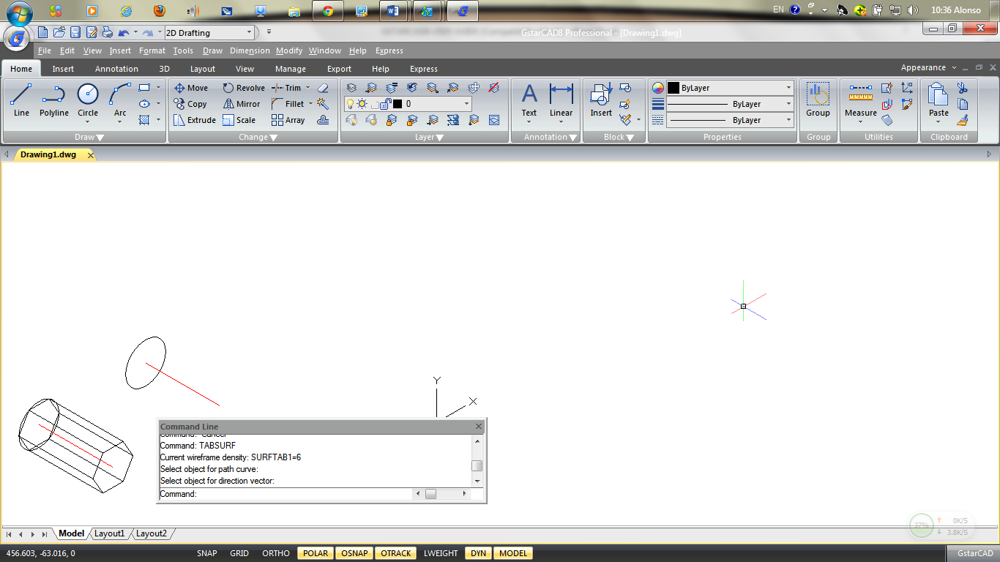 EN
10:36 Alonso
2D Drafting
GstarCAD8 Professional - [Drawing1.dwg]
File Edit View Insert Format Tools Draw Dimension Modify Window Help Express
Home Insert Annotation 3D Layout View Manage Export Help Express
Appearance
Line Polyline Circle Arc
Draw
Move Revolve Trim
Copy Mirror Fillet
Extrude Scale Array
Change
0
Layer
Text Linear
Annotation
Insert
Block
ByLayer
ByLayer
ByLayer
Properties
Group
Group
Measure
Utilities
Paste
Clipboard
Drawing1.dwg
Y
X
Command Line
Command: *Cancel*
Command: TABSURF
Current wireframe density: SURFTAB1=6
Select object for path curve:
Select object for direction vector:
Command:
37%
0K/S
3.8K/S
Model Layout1 Layout2
456.603, -63.016, 0
SNAP GRID ORTHO POLAR OSNAP OTRACK LWEIGHT DYN MODEL
GstarCAD